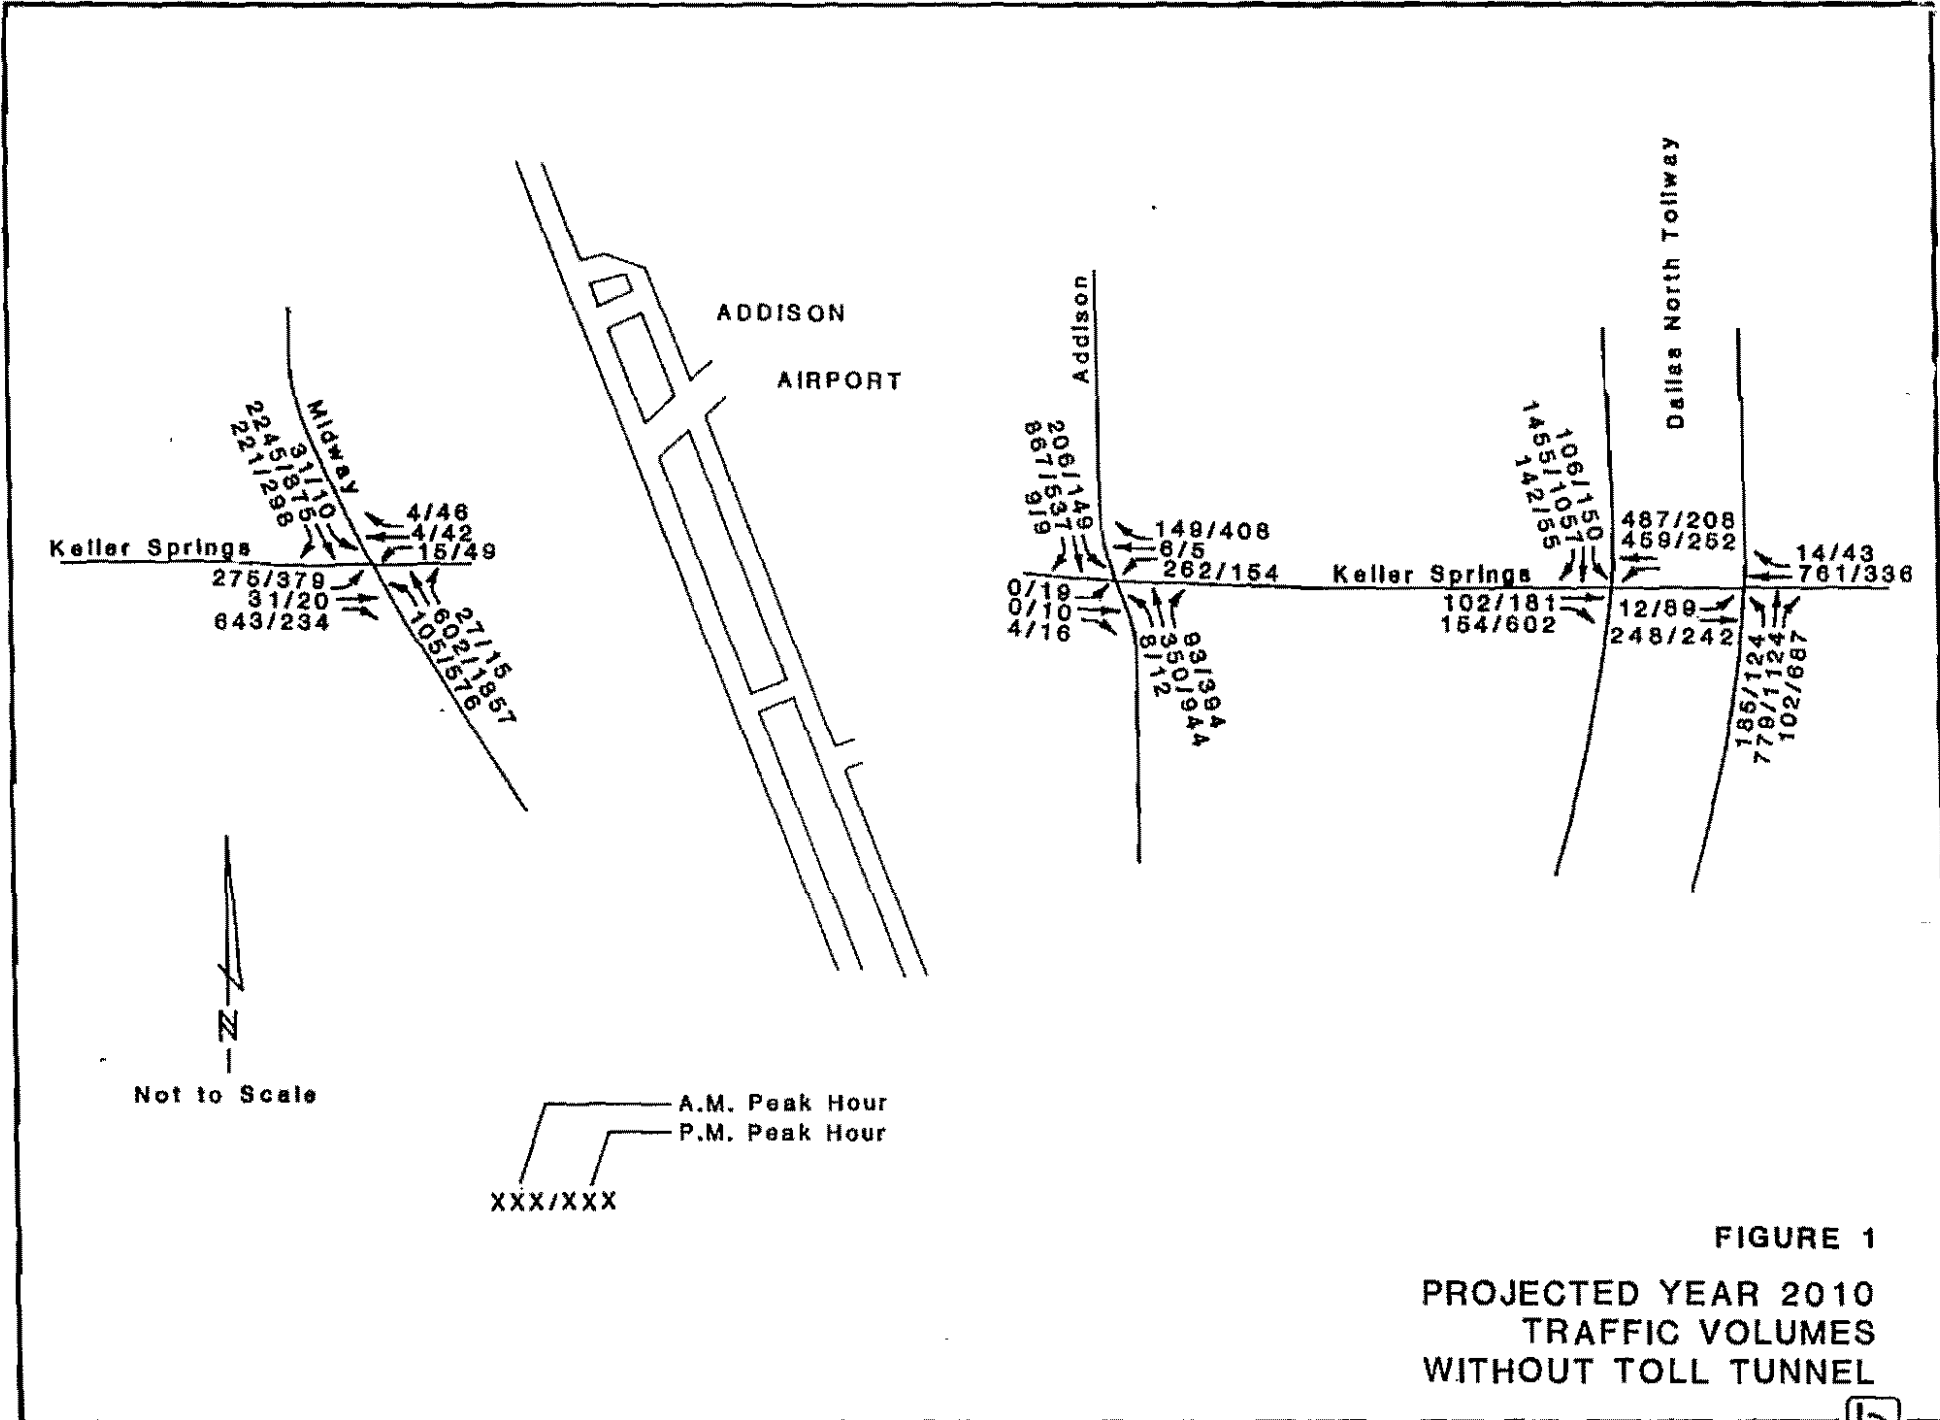 Dallas North Tollway
ADDISON
AIRPORT
Addison
Midway
31/10
2245/875
221/298
4/46
4/42
15/49
Keller Springs
275/379
31/20
643/234
27/15
602/1857
105/576
206/149
867/537
9/9
149/408
6/5
262/154
0/19
0/10
4/16
93/394
350/944
8/12
Keller Springs
106/150
1455/1057
142/55
487/208
459/252
102/181
154/602
12/89
248/242
14/43
761/336
185/124
779/1124
102/687
N
Not to Scale
A.M. Peak Hour
P.M. Peak Hour
XXX/XXX
FIGURE 1
PROJECTED YEAR 2010
TRAFFIC VOLUMES
WITHOUT TOLL TUNNEL